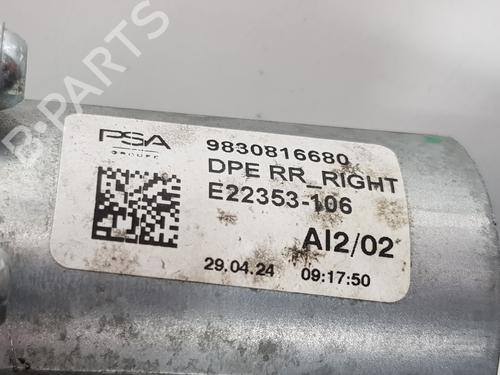 PSA
GROUPE
9830816680
DPE RR_RIGHT
E22353-106
AI2/02
29.04.24 09:17:50
B-PARTS